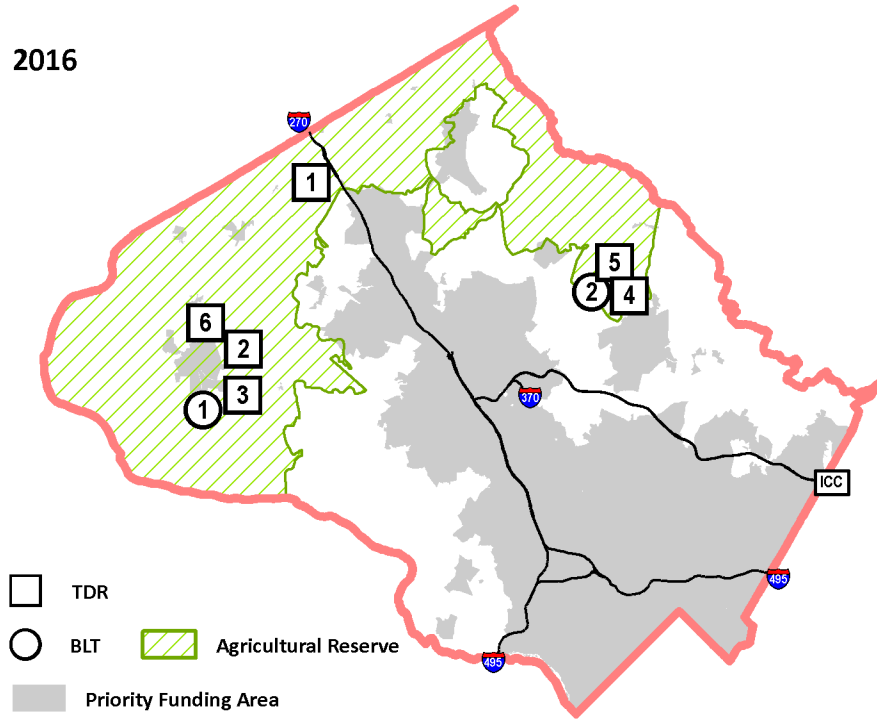 2016
270
1
5
2
4
6
2
3
1
370
ICC
495
495
TDR
BLT
Agricultural Reserve
Priority Funding Area